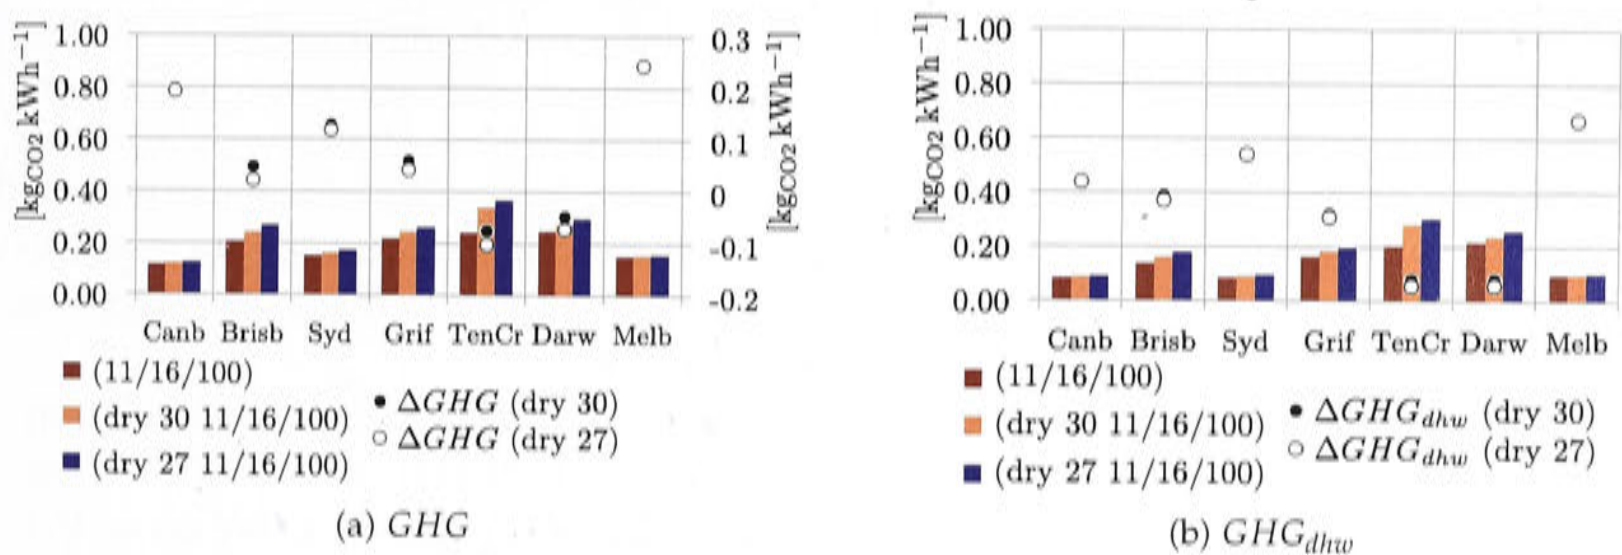 [kgCO2 kWh−1]
1.00
0.80
0.60
0.40
0.20
0.00
0.3
0.2
0.1
0
-0.1
-0.2
[kgCO2 kWh−1]
Canb Brisb Syd Grif TenCr Darw Melb
(11/16/100)
(dry 30 11/16/100)
(dry 27 11/16/100)
ΔGHG (dry 30)
ΔGHG (dry 27)
(a) GHG
[kgCO2 kWh−1]
1.00
0.80
0.60
0.40
0.20
0.00
Canb Brisb Syd Grif TenCr Darw Melb
(11/16/100)
(dry 30 11/16/100)
(dry 27 11/16/100)
ΔGHGdhw (dry 30)
ΔGHGdhw (dry 27)
(b) GHGdhw